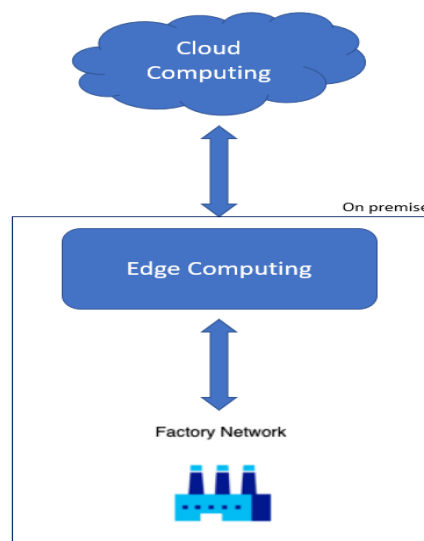 Cloud
Computing
On premise
Edge Computing
Factory Network